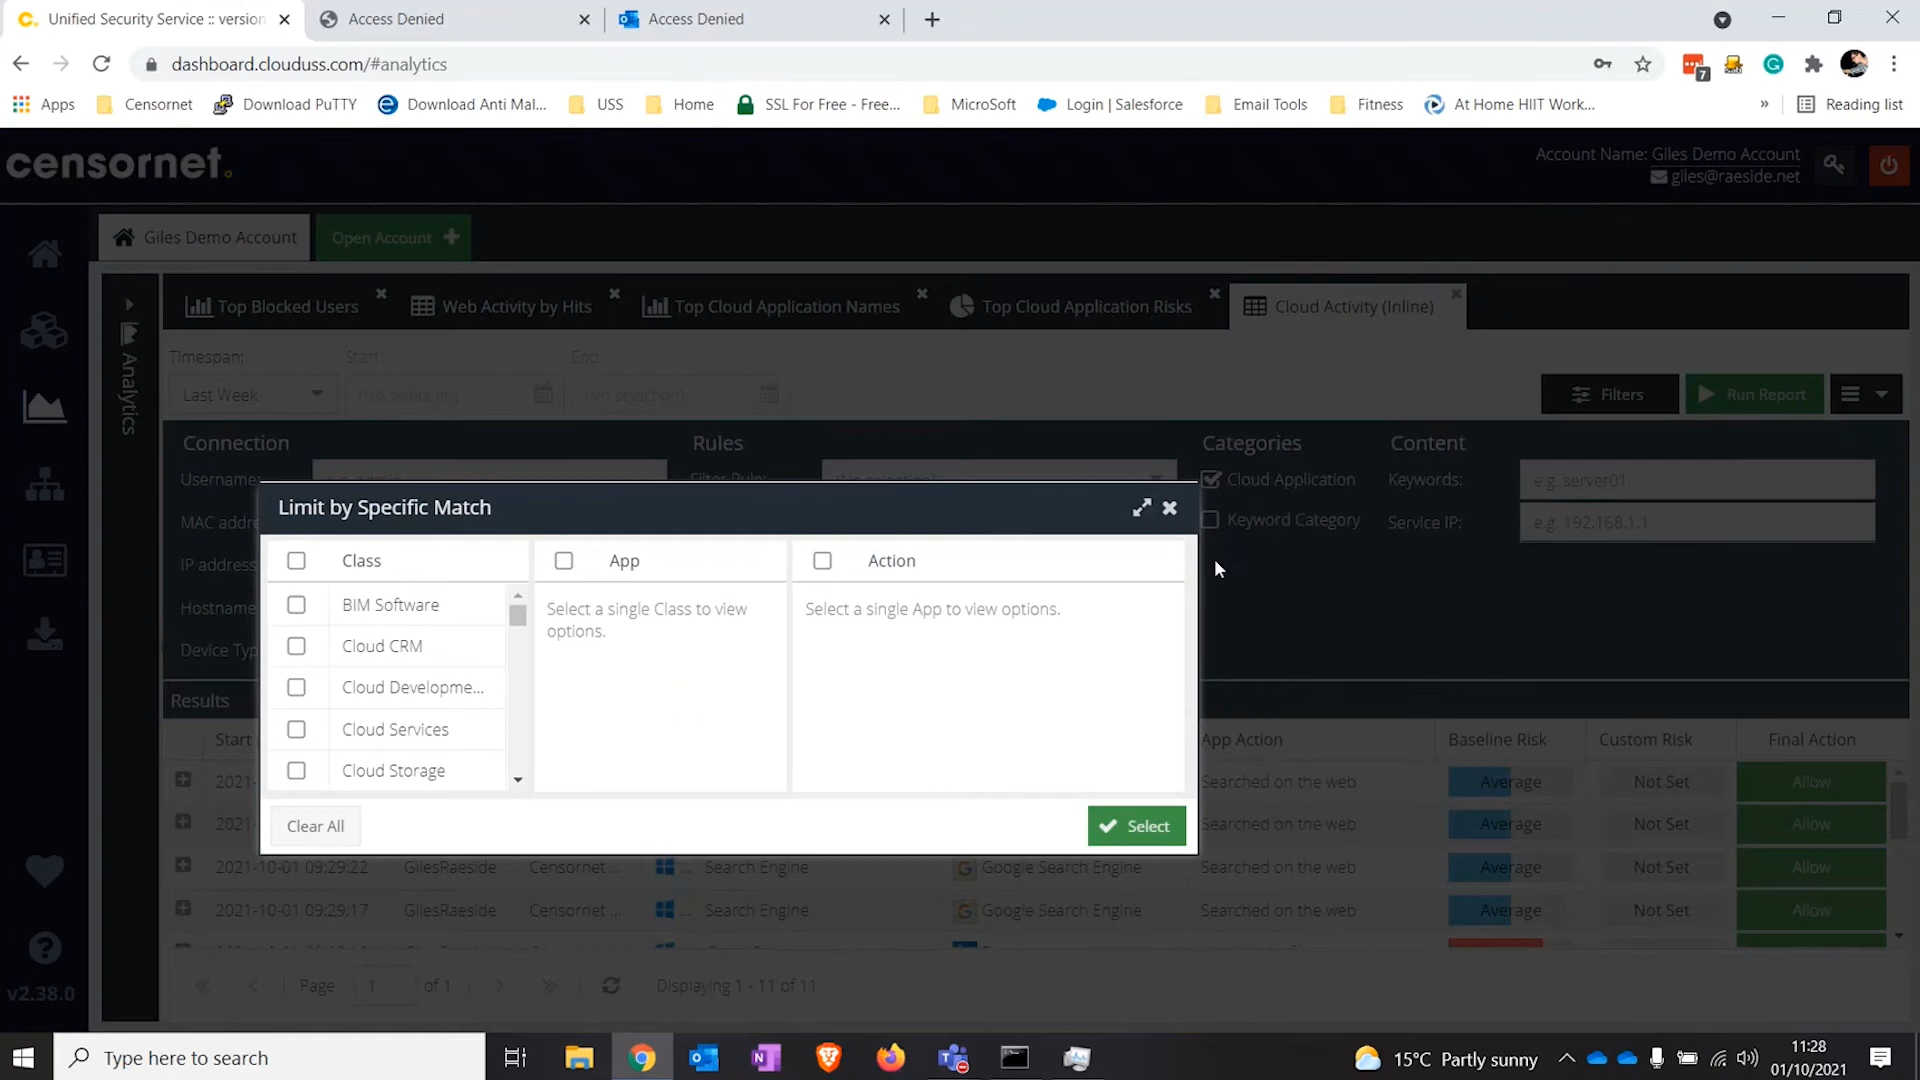 Unified Security Service :: version
Access Denied
Access Denied
dashboard.clouduss.com/#analytics
7
Apps
Censornet
Download PuTTY
Download Anti Mal...
USS
Home
SSL For Free - Free...
MicroSoft
Login | Salesforce
Email Tools
Fitness
At Home HIIT Work...
»
Reading list
censornet.
Account Name: Giles Demo Account
giles@raeside.net
Giles Demo Account
Open Account
Analytics
Top Blocked Users
Web Activity by Hits
Top Cloud Application Names
Top Cloud Application Risks
Cloud Activity (Inline)
Timespan:
Start:
End:
Last Week
(No selection)
(No selection)
Filters
Run Report
Connection
Rules
Categories
Content
Username:
Filter Rule:
Cloud Application
Keywords:
e.g. server01
MAC addre
Keyword Category
Service IP:
e.g. 192.168.1.1
IP address
Hostname
Device Typ
Limit by Specific Match
Class
App
Action
BIM Software
Cloud CRM
Cloud Developme...
Cloud Services
Cloud Storage
Select a single Class to view
options.
Select a single App to view options.
Clear All
Select
Results
Start
App Action
Baseline Risk
Custom Risk
Final Action
2021-
Searched on the web
Average
Not Set
Allow
2021-
Searched on the web
Average
Not Set
Allow
2021-10-01 09:29:22
GilesRaeside
Censornet ...
...
Search Engine
Google Search Engine
Searched on the web
Average
Not Set
Allow
2021-10-01 09:29:17
GilesRaeside
Censornet ...
...
Search Engine
Google Search Engine
Searched on the web
Average
Not Set
Allow
Page
1
of 1
Displaying 1 - 11 of 11
v2.38.0
Type here to search
15°C Partly sunny
11:28
01/10/2021